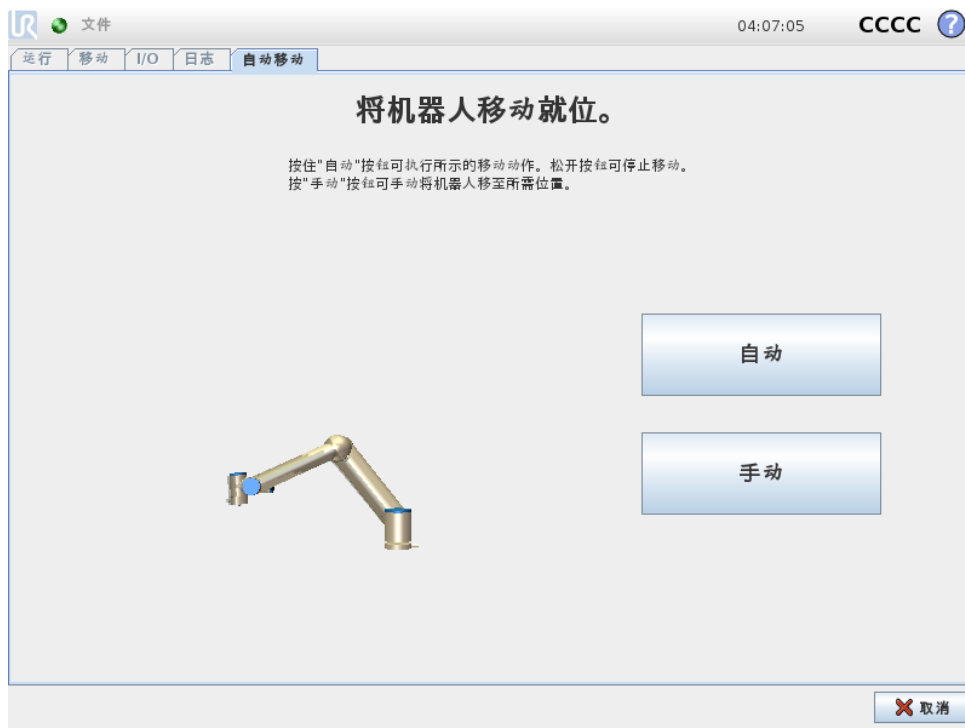 UR
文件
04:07:05
CCCC
?
运行
移动
I/O
日志
自动移动
将机器人移动就位。
按住"自动"按钮可执行所示的移动动作。松开按钮可停止移动。
按"手动"按钮可手动将机器人移至所需位置。
自动
手动
取消